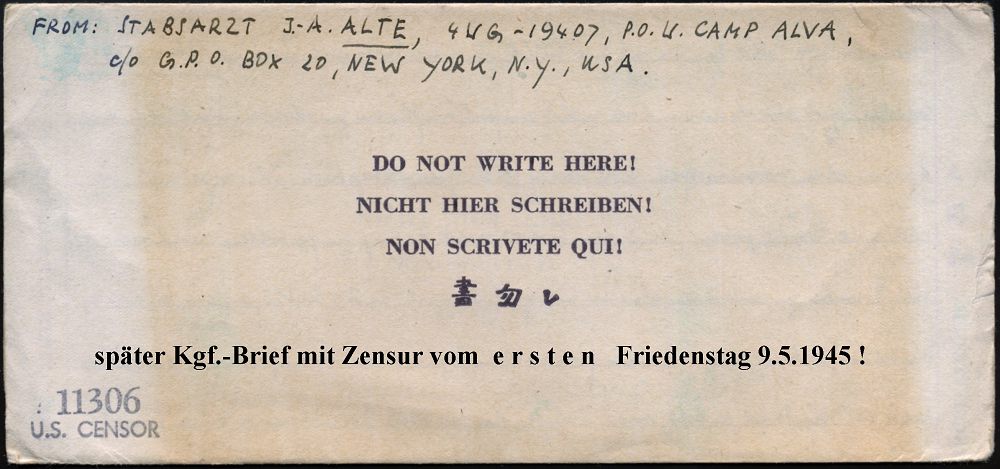 FROM: STABSARZT J.-A. ALTE, 4WG-19407, P.O.W. CAMP ALVA,
c/o G.P.O. BOX 20, NEW YORK, N.Y., USA.
DO NOT WRITE HERE!
NICHT HIER SCHREIBEN!
NON SCRIVETE QUI!
書 勿 レ
später Kgf.-Brief mit Zensur vom e r s t e n Friedenstag 9.5.1945 !
11306
U.S. CENSOR